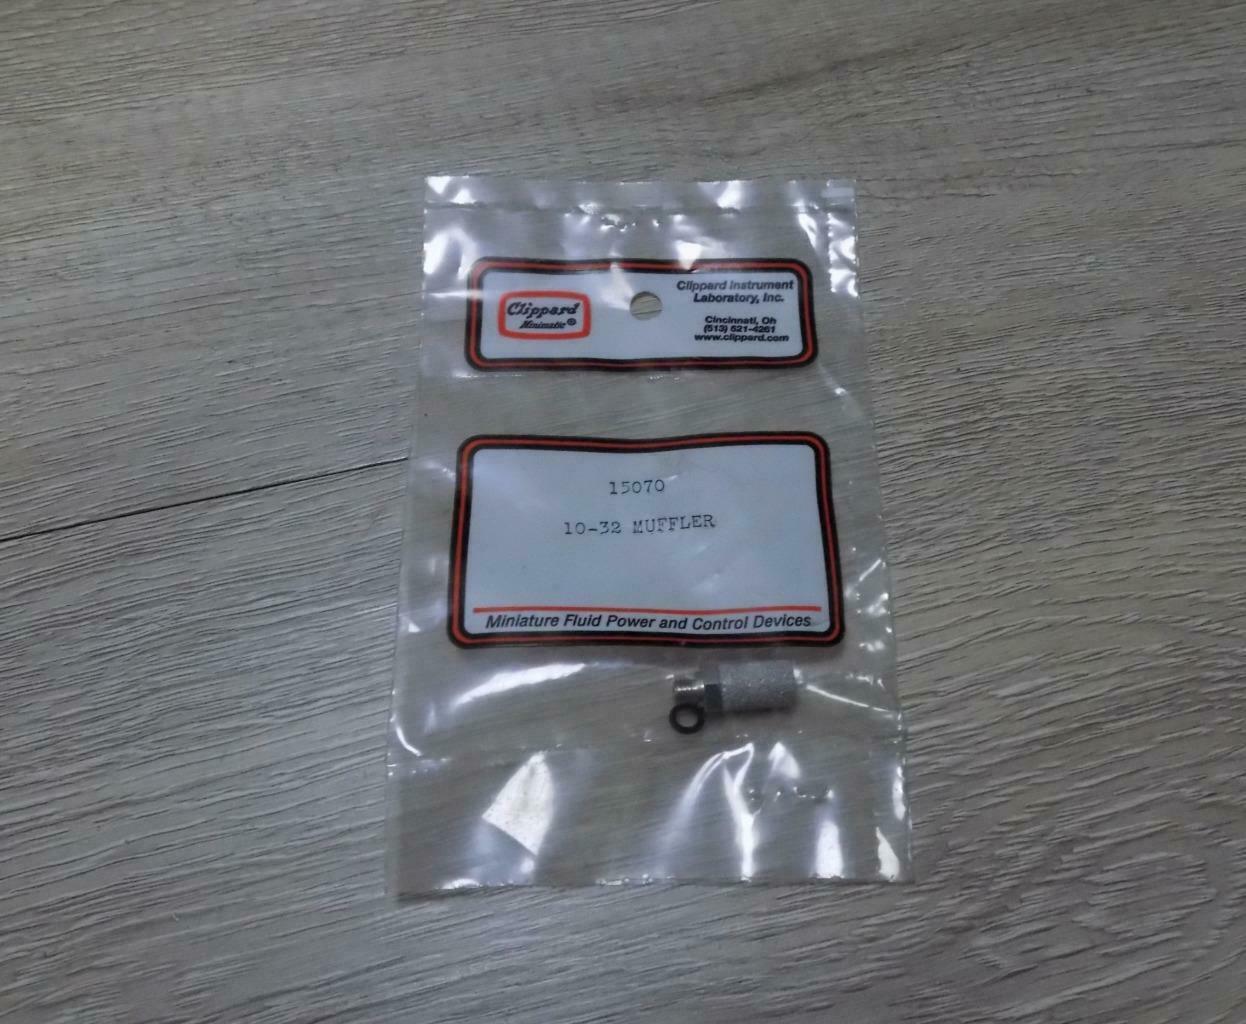 Clippard
Minimatic®
Clippard Instrument
Laboratory, Inc.
Cincinnati, Oh
(513) 521-4261
www.clippard.com
15070
10-32 MUFFLER
Miniature Fluid Power and Control Devices